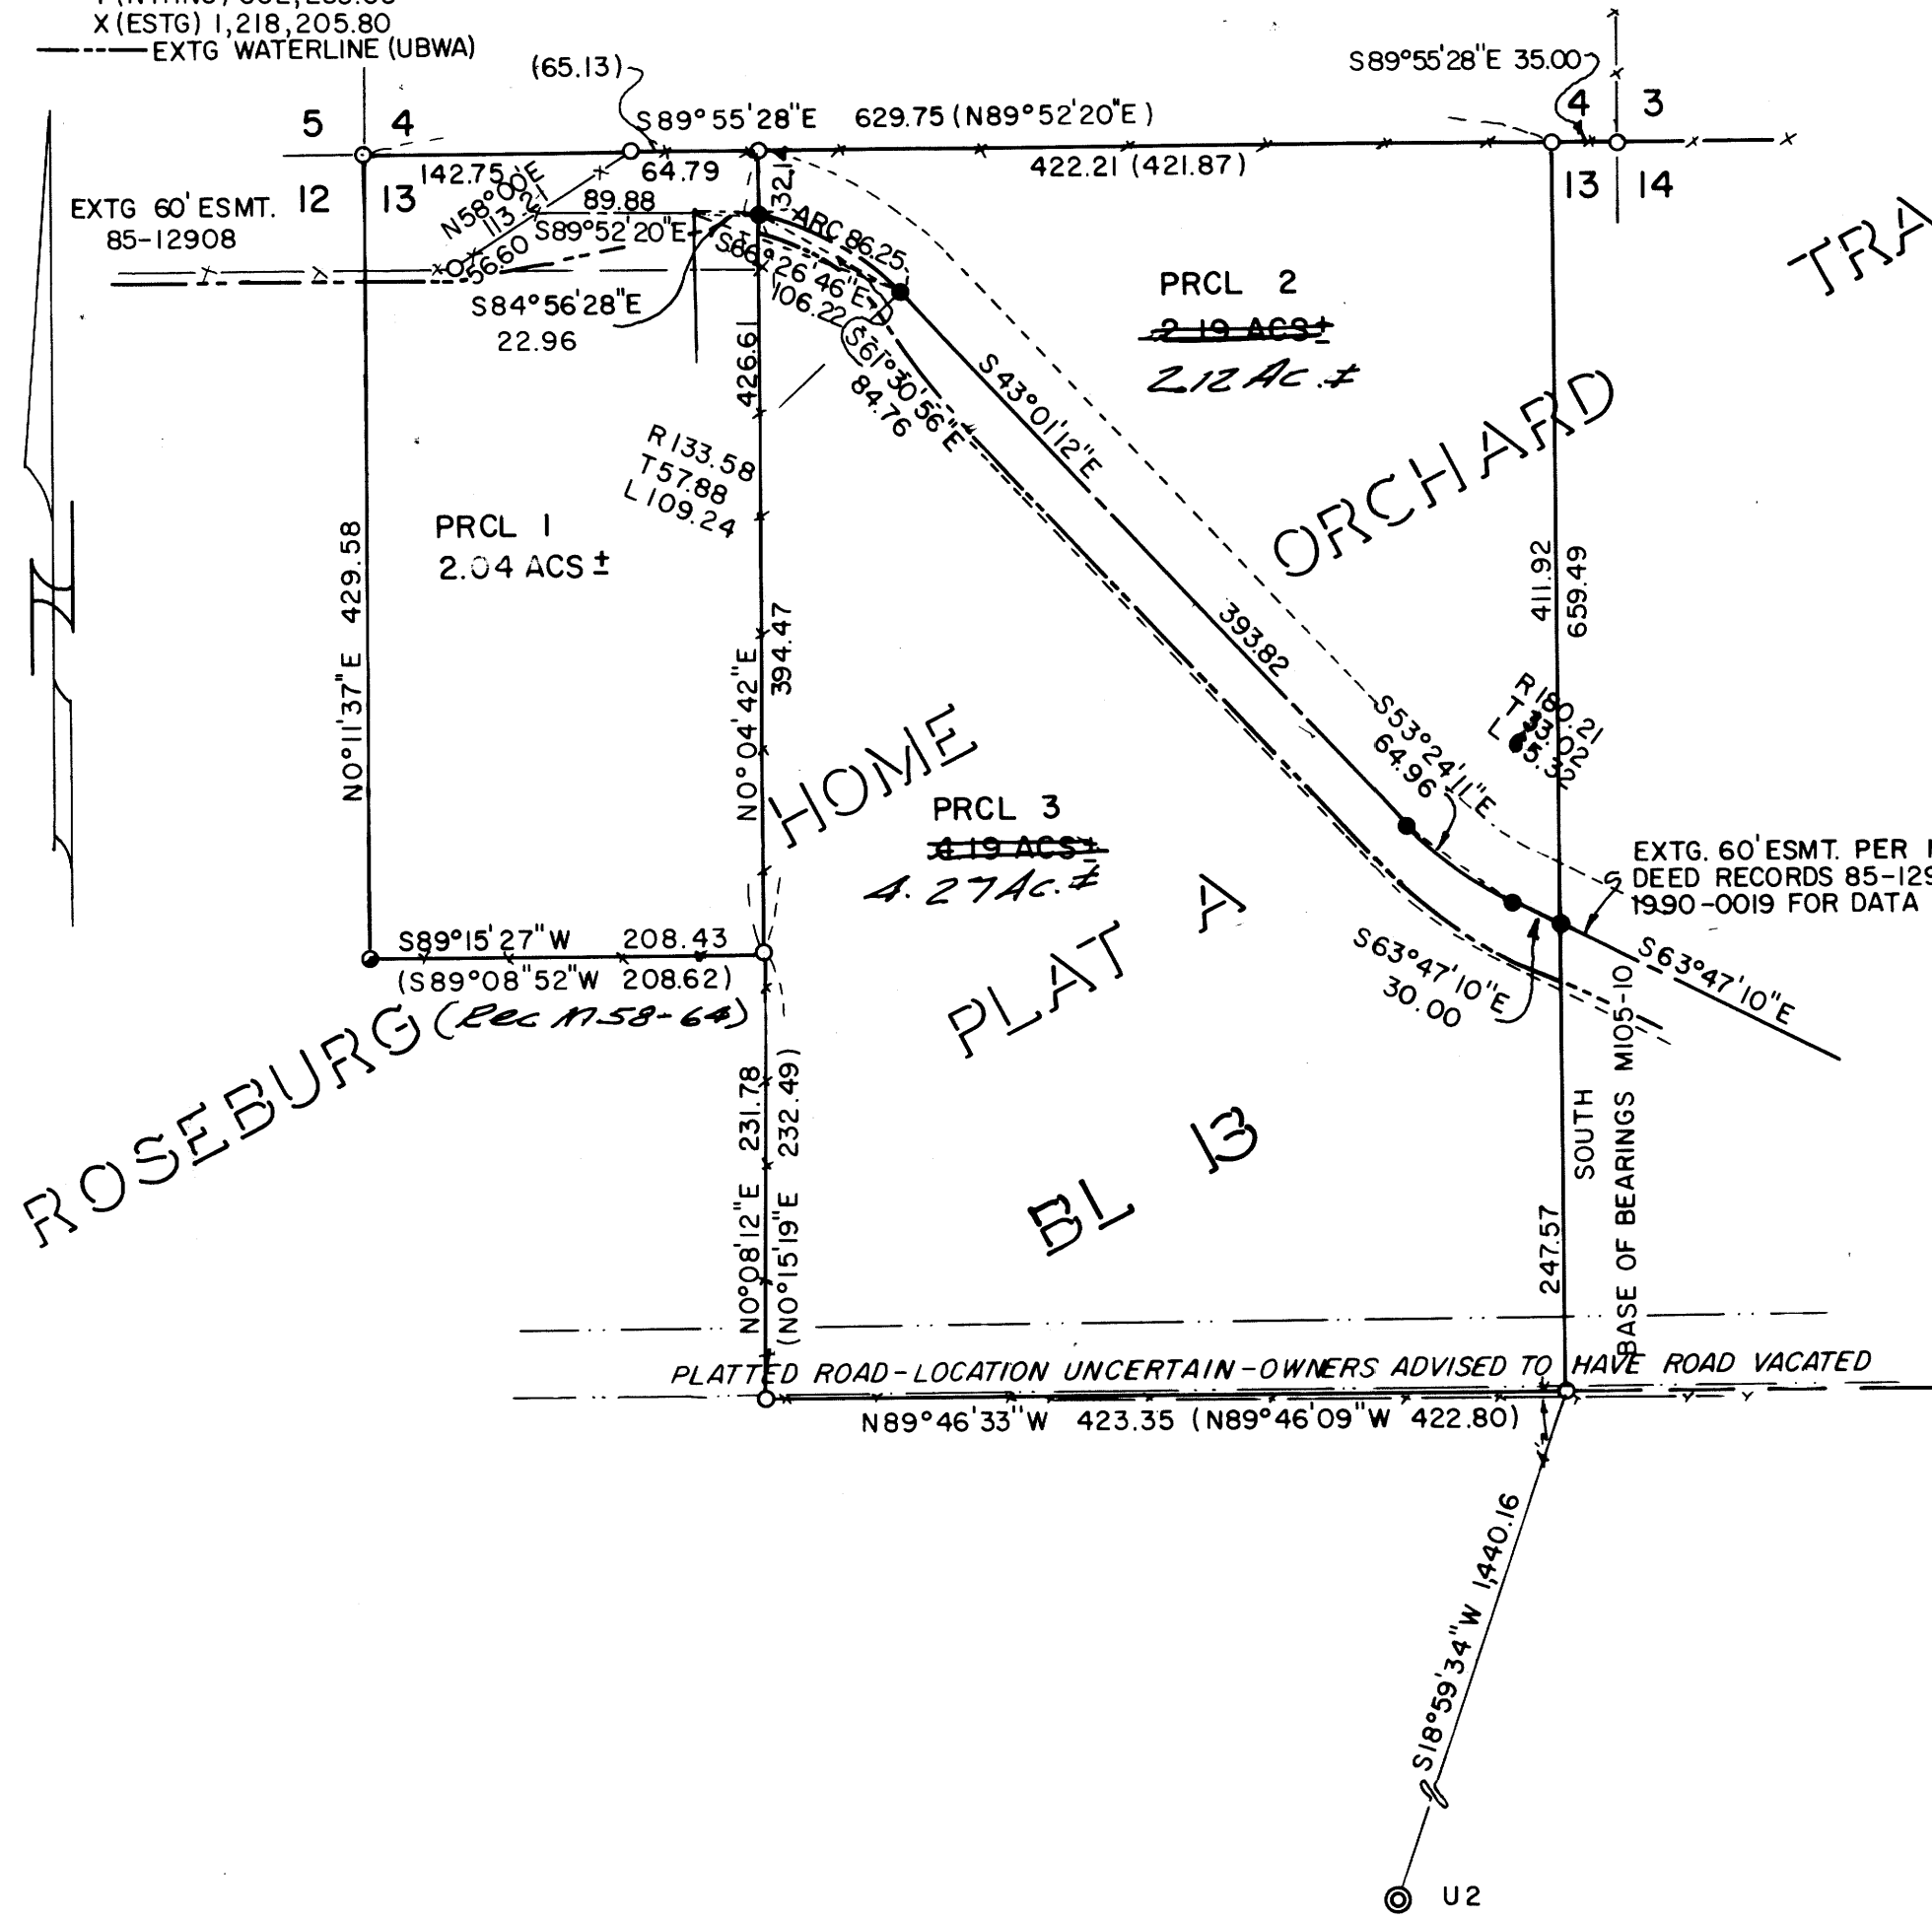 X (ESTG) 1,218,205.80
EXTG WATERLINE (UBWA)
(65.13)
S89°55'28"E 35.00
5 4
S89°55'28"E 629.75 (N89°52'20"E)
4 3
142.75
64.79
422.21 (421.87)
12 13
13 14
EXTG 60' ESMT.
85-12908
N58°00'E
113.21
56.60
89.88
S89°52'20"E
32.14
ARC 86.25
S66°26'46"E
106.22
S84°56'28"E
22.96
S61°30'56"E
84.76
426.61
PRCL 2
2.19 ACS±
2.12 Ac.±
S43°01'12"E
393.82
R133.58
T57.88
L109.24
PRCL 1
2.04 ACS ±
N0°11'37"E 429.58
N0°04'42"E
394.47
411.92
659.49
R180.21
T33.02
S53°24'11"E
64.96
PRCL 3
4.19 ACS±
4.27 Ac.±
EXTG. 60' ESMT. PER
DEED RECORDS 85-129
1990-0019 FOR DATA
S63°47'10"E
30.00
S63°47'10"E
S89°15'27"W 208.43
(S89°08"52"W 208.62)
(Rec M58-64)
N0°08'12"E 231.78
(N0°15'19"E 232.49)
ROSEBURG HOME ORCHARD TRA
PLAT A
BL 13
247.57
SOUTH
BASE OF BEARINGS M105-10
PLATTED ROAD-LOCATION UNCERTAIN-OWNERS ADVISED TO HAVE ROAD VACATED
N89°46'33"W 423.35 (N89°46'09"W 422.80)
S18°59'34"W 1,440.16
U2